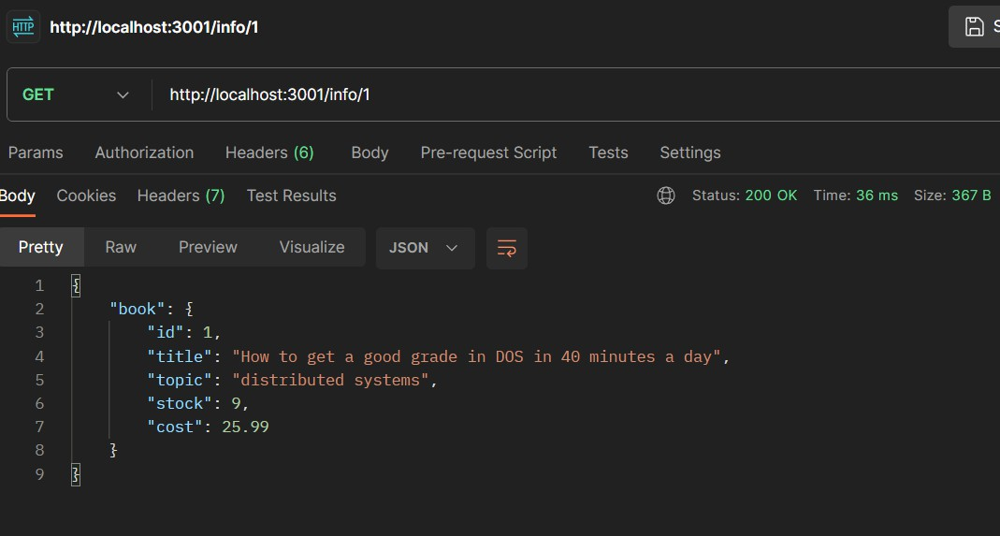 HTTP http://localhost:3001/info/1
GET http://localhost:3001/info/1
Params Authorization Headers (6) Body Pre-request Script Tests Settings
Body Cookies Headers (7) Test Results Status: 200 OK Time: 36 ms Size: 367 B
Pretty Raw Preview Visualize JSON
1 {
2 "book": {
3 "id": 1,
4 "title": "How to get a good grade in DOS in 40 minutes a day",
5 "topic": "distributed systems",
6 "stock": 9,
7 "cost": 25.99
8 }
9 }